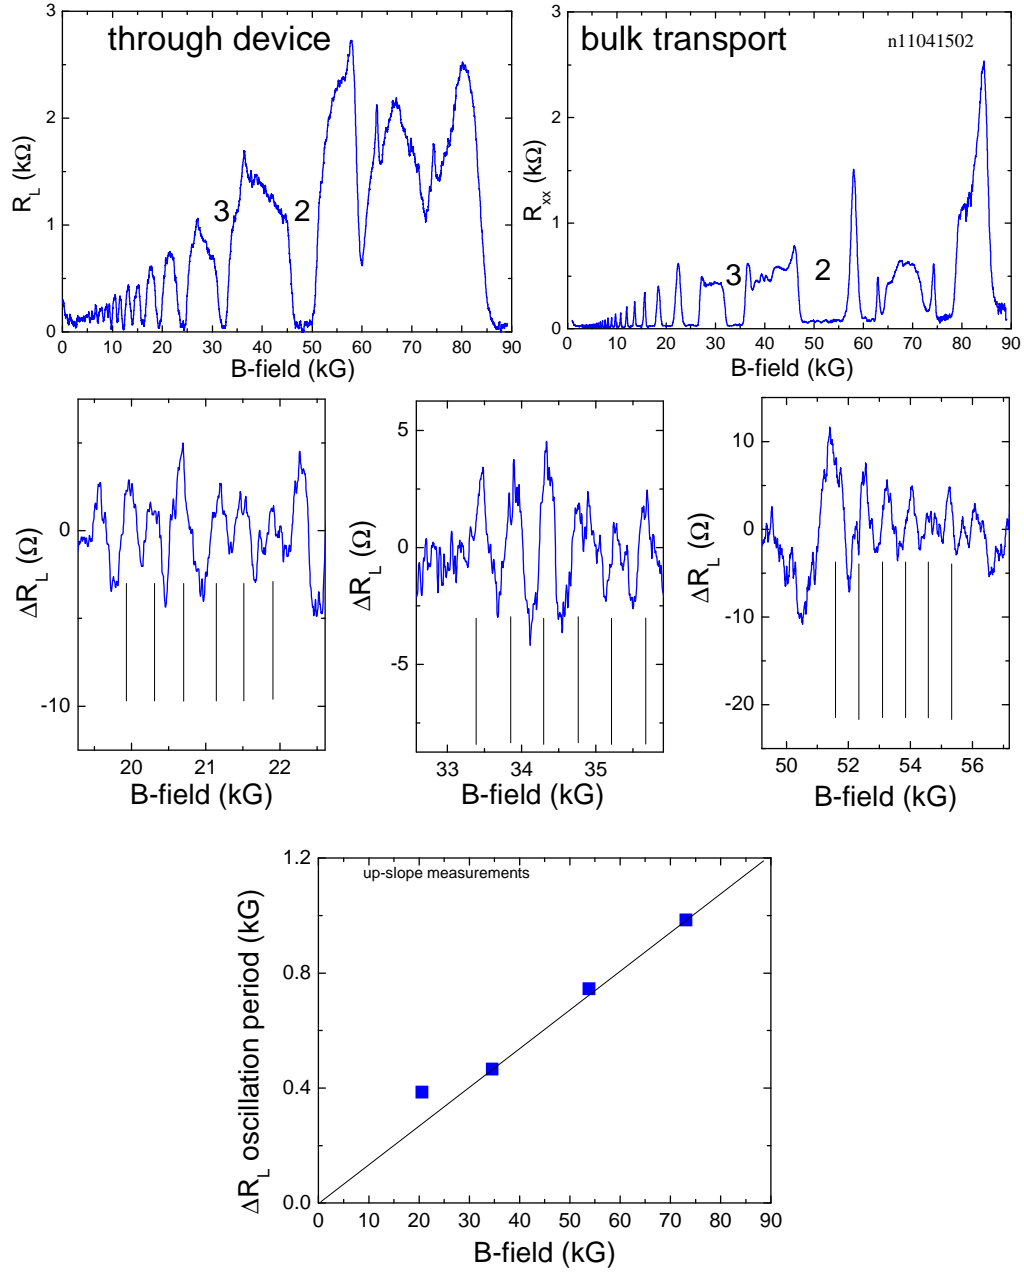 through device
3
2
1
0
R_L (kΩ)
3
2
0 10 20 30 40 50 60 70 80 90
B-field (kG)
bulk transport
n11041502
3
2
1
0
R_xx (kΩ)
3
2
0 10 20 30 40 50 60 70 80 90
B-field (kG)
0
-10
ΔR_L (Ω)
20 21 22
B-field (kG)
5
0
-5
ΔR_L (Ω)
33 34 35
B-field (kG)
10
0
-10
-20
ΔR_L (Ω)
50 52 54 56
B-field (kG)
up-slope measurements
1.2
0.8
0.4
0.0
ΔR_L oscillation period (kG)
0 10 20 30 40 50 60 70 80 90
B-field (kG)